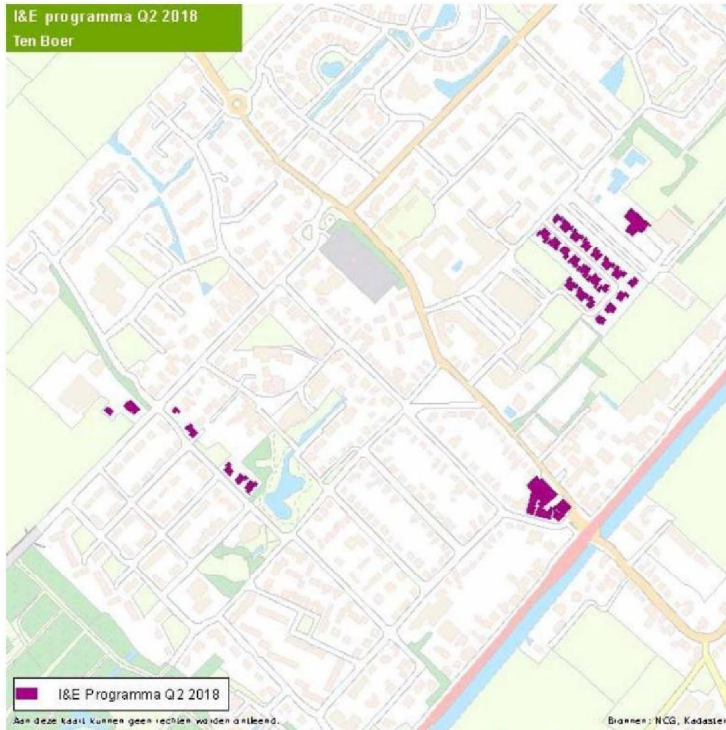 I&E programma Q2 2018
Ten Boer
I&E Programma Q2 2018
Aan deze kaart kunnen geen rechten worden ontleend.
Bronnen: NCG, Kadaster